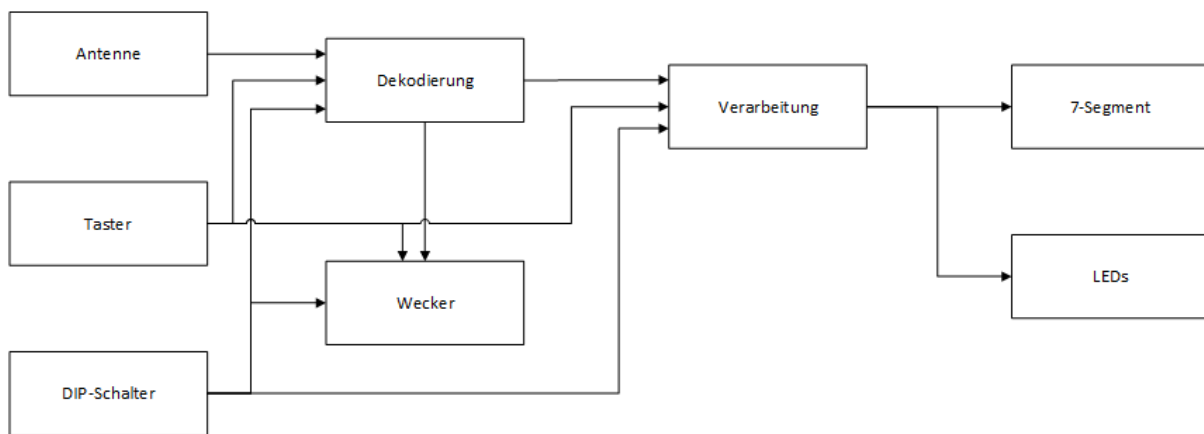 Antenne
Dekodierung
Verarbeitung
7-Segment
Taster
Wecker
LEDs
DIP-Schalter